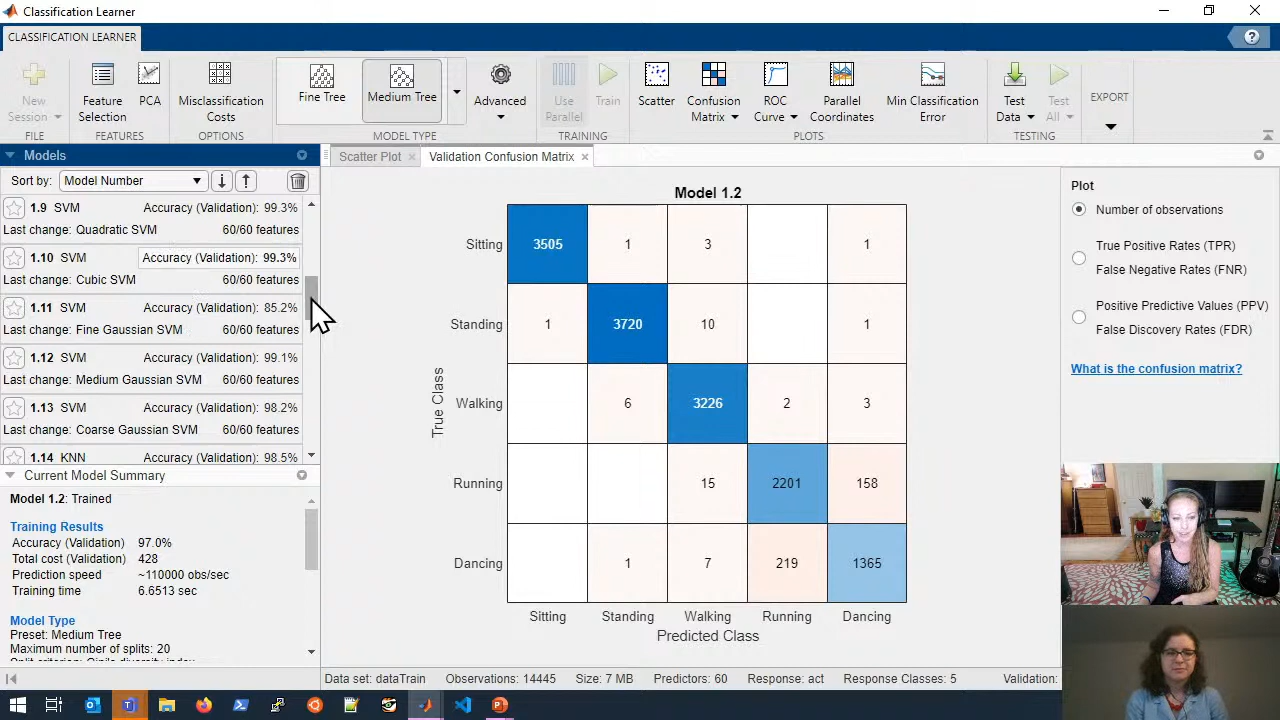 Classification Learner
CLASSIFICATION LEARNER
?
New Session
Feature Selection
PCA
Misclassification Costs
Fine Tree
Medium Tree
Advanced
Use Parallel
Train
Scatter
Confusion Matrix
ROC Curve
Parallel Coordinates
Min Classification Error
Test Data
Test All
EXPORT
FILE
FEATURES
OPTIONS
MODEL TYPE
TRAINING
PLOTS
TESTING
Models
Sort by: Model Number
1.9 SVM Accuracy (Validation): 99.3%
Last change: Quadratic SVM 60/60 features
1.10 SVM Accuracy (Validation): 99.3%
Last change: Cubic SVM 60/60 features
1.11 SVM Accuracy (Validation): 85.2%
Last change: Fine Gaussian SVM 60/60 features
1.12 SVM Accuracy (Validation): 99.1%
Last change: Medium Gaussian SVM 60/60 features
1.13 SVM Accuracy (Validation): 98.2%
Last change: Coarse Gaussian SVM 60/60 features
1.14 KNN Accuracy (Validation): 98.5%
Current Model Summary
Model 1.2: Trained
Training Results
Accuracy (Validation) 97.0%
Total cost (Validation) 428
Prediction speed ~110000 obs/sec
Training time 6.6513 sec
Model Type
Preset: Medium Tree
Maximum number of splits: 20
Split criterion: Gini's diversity index
Scatter Plot
Validation Confusion Matrix
Model 1.2
Sitting 3505 1 3 1
Standing 1 3720 10 1
Walking 6 3226 2 3
Running 15 2201 158
Dancing 1 7 219 1365
True Class
Sitting Standing Walking Running Dancing
Predicted Class
Plot
Number of observations
True Positive Rates (TPR)
False Negative Rates (FNR)
Positive Predictive Values (PPV)
False Discovery Rates (FDR)
What is the confusion matrix?
Data set: dataTrain Observations: 14445 Size: 7 MB Predictors: 60 Response: act Response Classes: 5 Validation: